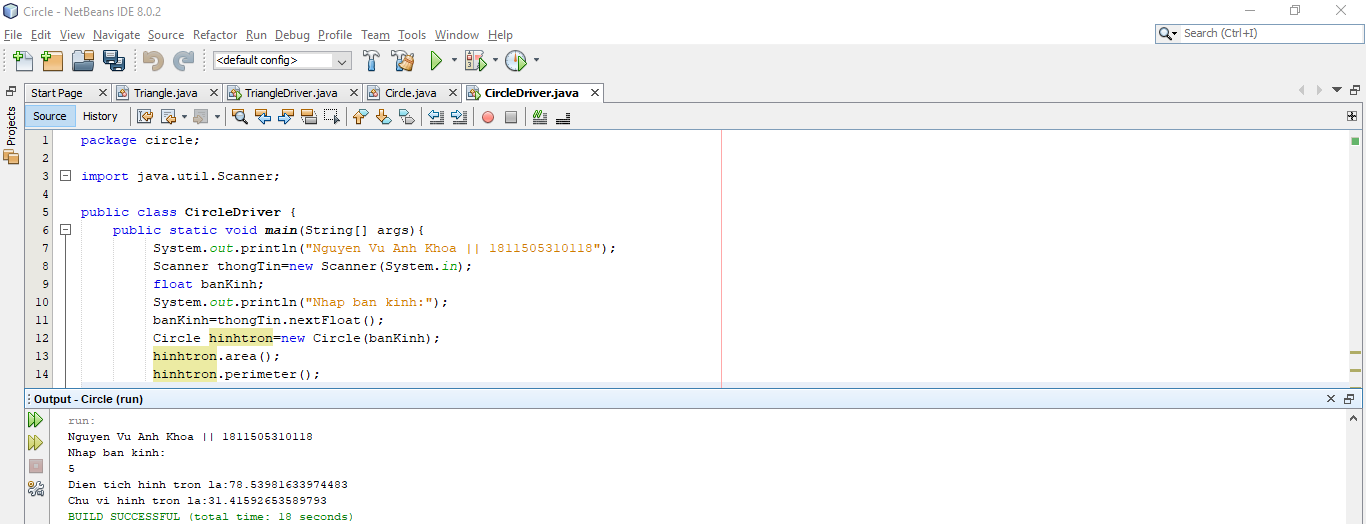 Circle - NetBeans IDE 8.0.2
File Edit View Navigate Source Refactor Run Debug Profile Team Tools Window Help
Search (Ctrl+I)
<default config>
Start Page Triangle.java TriangleDriver.java Circle.java CircleDriver.java
Projects
Source History
1 package circle;
2
3 import java.util.Scanner;
4
5 public class CircleDriver {
6 public static void main(String[] args){
7 System.out.println("Nguyen Vu Anh Khoa || 1811505310118");
8 Scanner thongTin=new Scanner(System.in);
9 float banKinh;
10 System.out.println("Nhap ban kinh:");
11 banKinh=thongTin.nextFloat();
12 Circle hinhtron=new Circle(banKinh);
13 hinhtron.area();
14 hinhtron.perimeter();
Output - Circle (run)
run:
Nguyen Vu Anh Khoa || 1811505310118
Nhap ban kinh:
5
Dien tich hinh tron la:78.53981633974483
Chu vi hinh tron la:31.41592653589793
BUILD SUCCESSFUL (total time: 18 seconds)